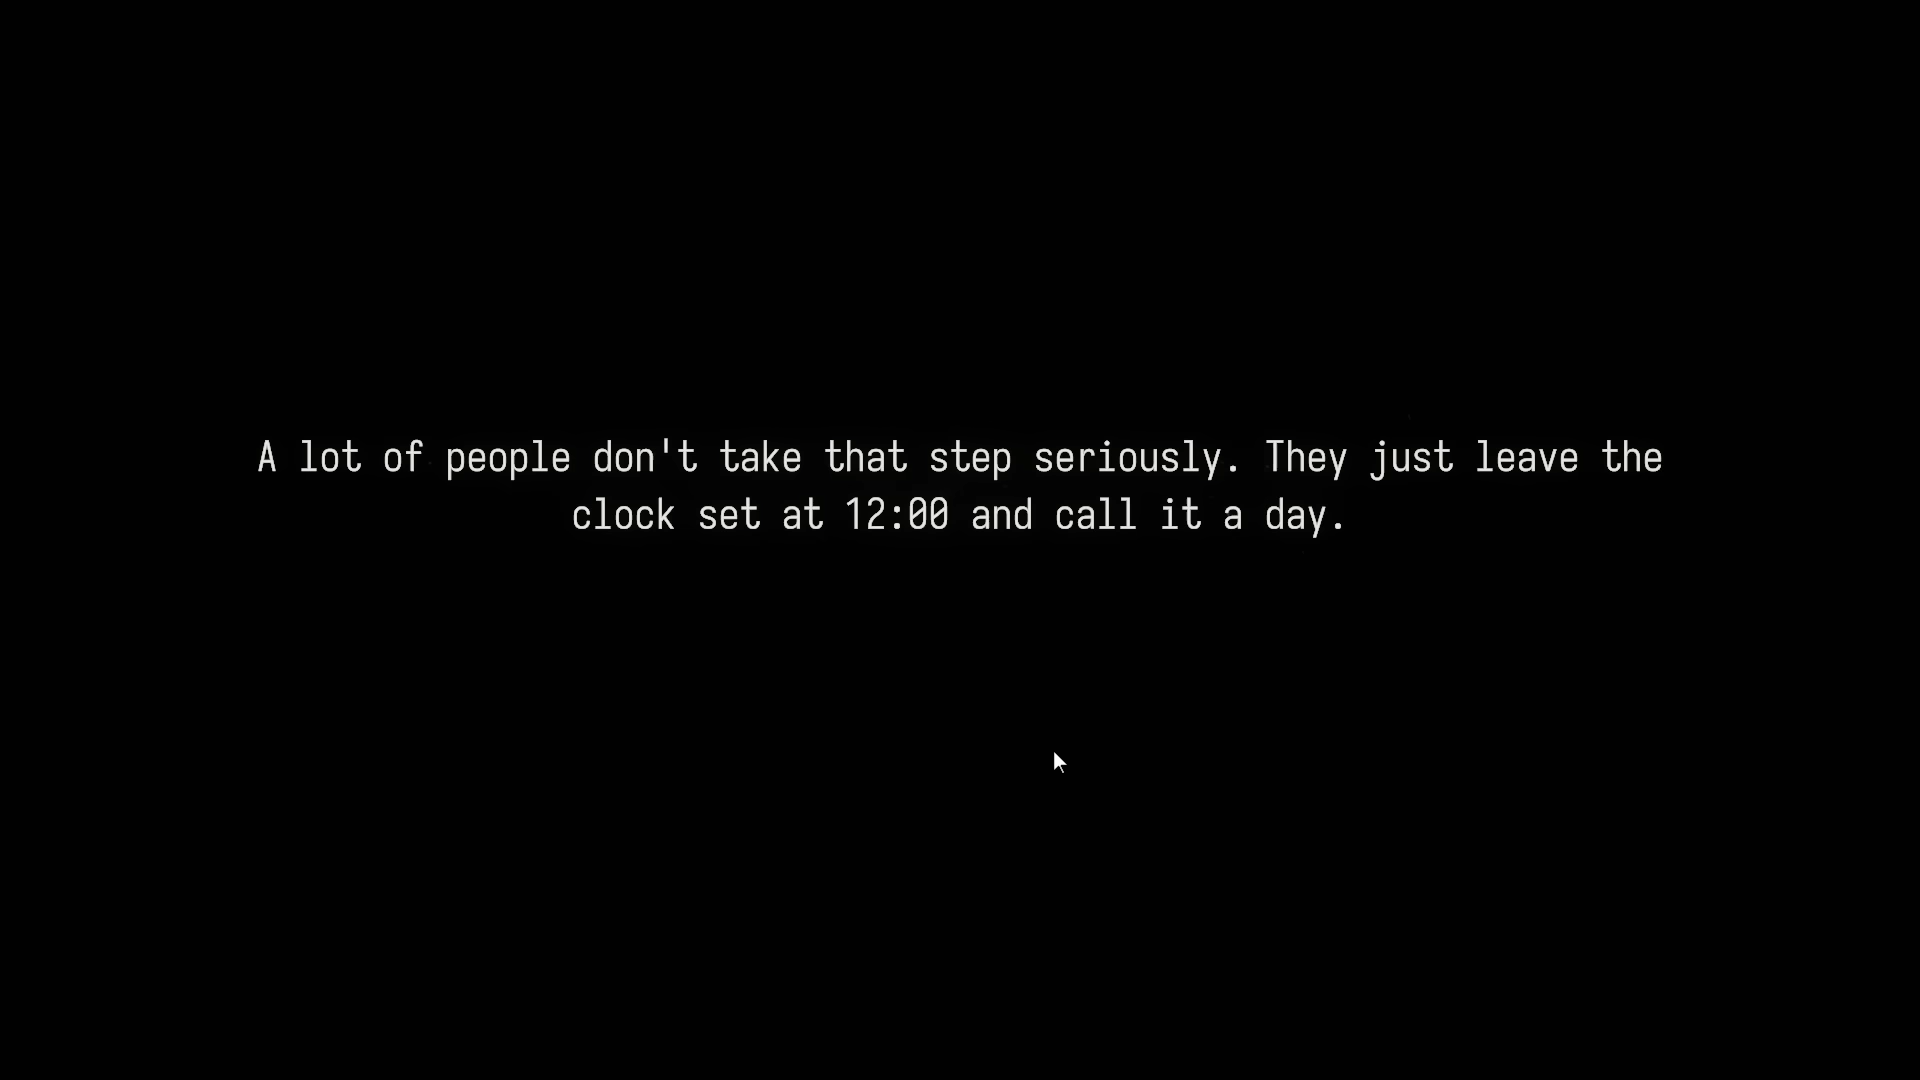 A lot of people don't take that step seriously. They just leave the
clock set at 12:00 and call it a day.